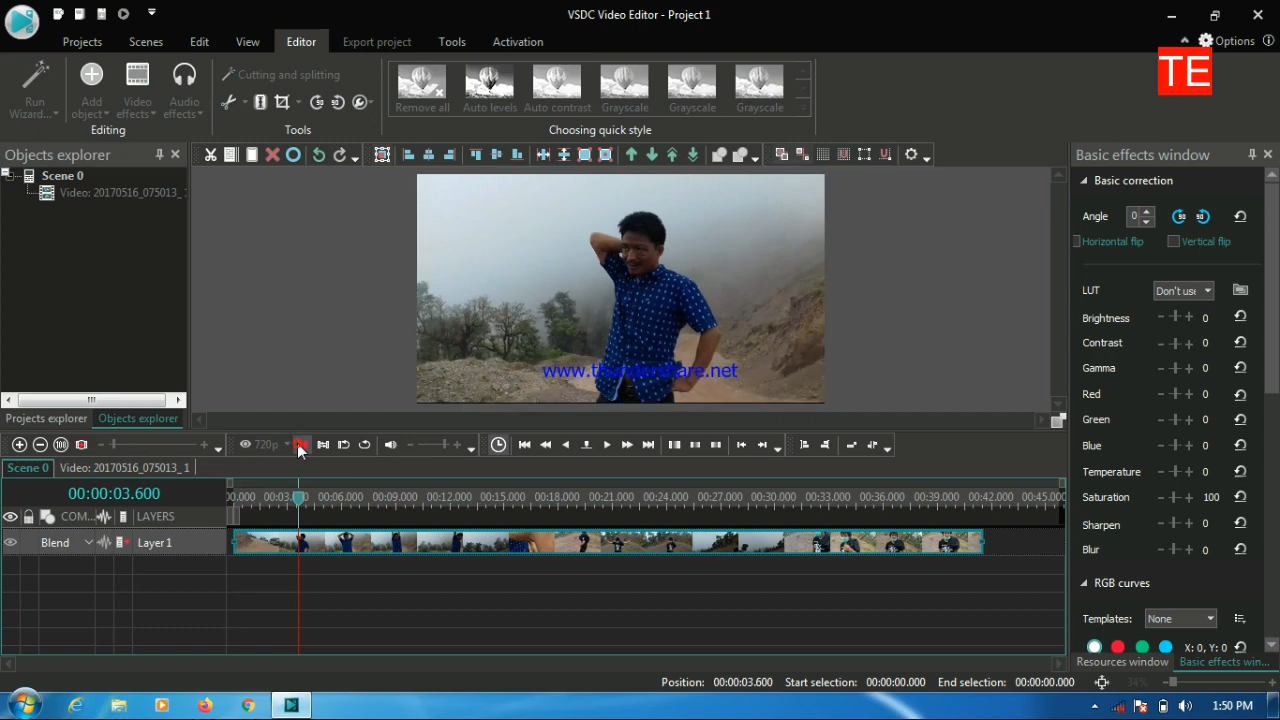 VSDC Video Editor - Project 1
Projects Scenes Edit View Editor Export project Tools Activation Options
TE
Run Wizard...
Add object
Video effects
Audio effects
Editing
Cutting and splitting
Tools
Remove all Auto levels Auto contrast Grayscale Grayscale Grayscale
Choosing quick style
Objects explorer
Scene 0
Video: 20170516_075013_1
Projects explorer Objects explorer
www.thundershare.net
Basic effects window
Basic correction
Angle 0 90 90
Horizontal flip Vertical flip
LUT Don't use
Brightness 0
Contrast 0
Gamma 0
Red 0
Green 0
Blue 0
Temperature 0
Saturation 100
Sharpen 0
Blur 0
RGB curves
Templates: None
X: 0, Y: 0
Resources window Basic effects win...
720p
Scene 0 Video: 20170516_075013_1
00:00:03.600
00.000 00:06.000 00:09.000 00:12.000 00:15.000 00:18.000 00:21.000 00:24.000 00:27.000 00:30.000 00:33.000 00:36.000 00:39.000 00:42.000 00:45.00
COM... LAYERS
Blend Layer 1
Position: 00:00:03.600 Start selection: 00:00:00.000 End selection: 00:00:00.000 34%
1:50 PM